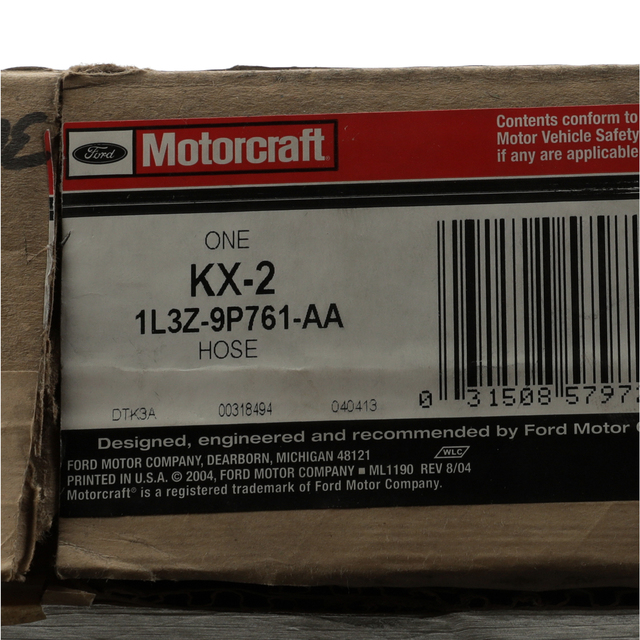 Ford Motorcraft
Contents conform to
Motor Vehicle Safety
if any are applicable
ONE
KX-2
1L3Z-9P761-AA
HOSE
DTK3A 00318494 040413
0 31508 5797
Designed, engineered and recommended by Ford Motor
WLC
FORD MOTOR COMPANY, DEARBORN, MICHIGAN 48121
PRINTED IN U.S.A. © 2004, FORD MOTOR COMPANY ■ ML1190 REV 8/04
Motorcraft® is a registered trademark of Ford Motor Company.